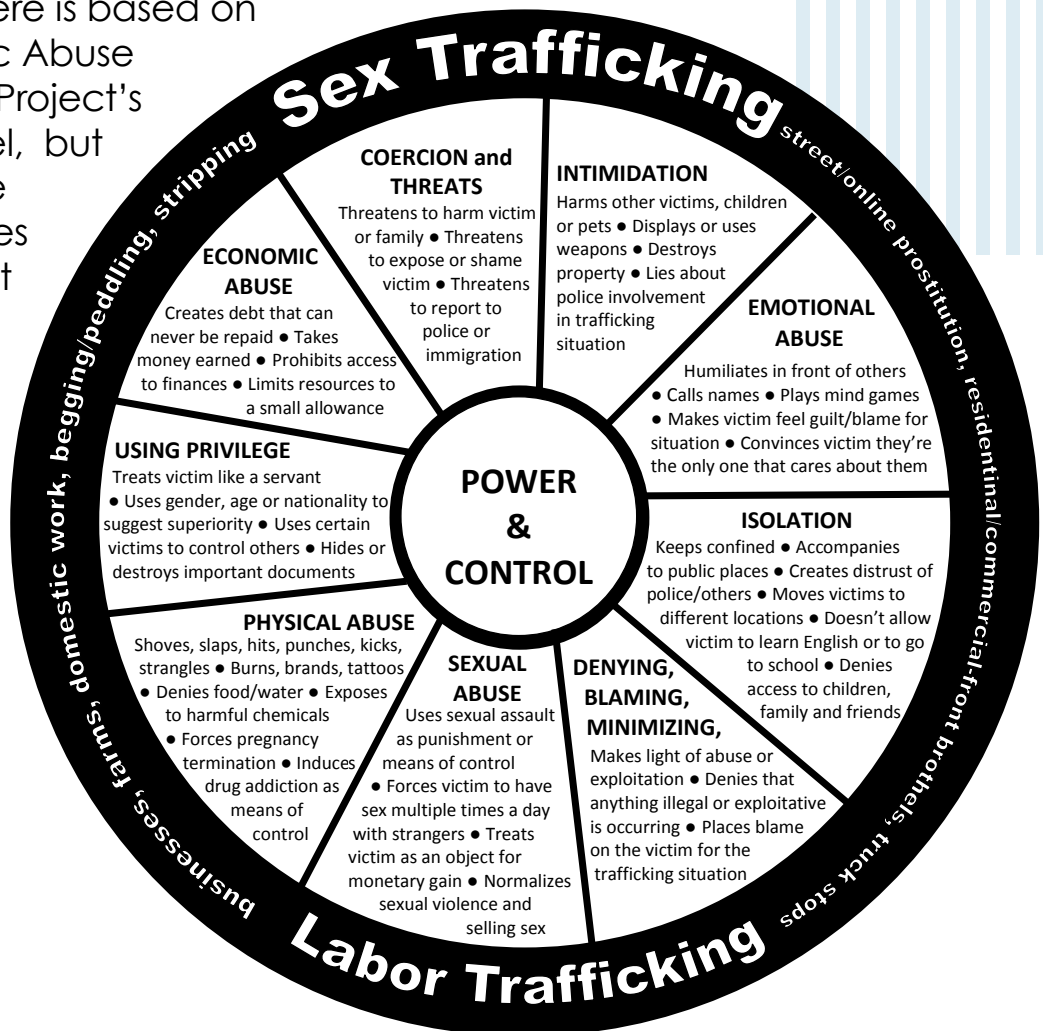 ere is based on
c Abuse
Project’s
el, but
e
es
t
Sex Trafficking
street/online prostitution, residentinal/commercial-front brothels, truck stops
Labor Trafficking
businesses, farms, domestic work, begging/peddling, stripping
POWER
&
CONTROL
COERCION and
THREATS
Threatens to harm victim
or family ● Threatens
to expose or shame
victim ● Threatens
to report to
police or
immigration
INTIMIDATION
Harms other victims, children
or pets ● Displays or uses
weapons ● Destroys
property ● Lies about
police involvement
in trafficking
situation
EMOTIONAL
ABUSE
Humiliates in front of others
● Calls names ● Plays mind games
● Makes victim feel guilt/blame for
situation ● Convinces victim they’re
the only one that cares about them
ISOLATION
Keeps confined ● Accompanies
to public places ● Creates distrust of
police/others ● Moves victims to
different locations ● Doesn’t allow
victim to learn English or to go
to school ● Denies
access to children,
family and friends
DENYING,
BLAMING,
MINIMIZING,
Makes light of abuse or
exploitation ● Denies that
anything illegal or exploitative
is occurring ● Places blame
on the victim for the
trafficking situation
SEXUAL
ABUSE
Uses sexual assault
as punishment or
means of control
● Forces victim to have
sex multiple times a day
with strangers ● Treats
victim as an object for
monetary gain ● Normalizes
sexual violence and
selling sex
PHYSICAL ABUSE
Shoves, slaps, hits, punches, kicks,
strangles ● Burns, brands, tattoos
● Denies food/water ● Exposes
to harmful chemicals
● Forces pregnancy
termination ● Induces
drug addiction as
means of
control
USING PRIVILEGE
Treats victim like a servant
● Uses gender, age or nationality to
suggest superiority ● Uses certain
victims to control others ● Hides or
destroys important documents
ECONOMIC
ABUSE
Creates debt that can
never be repaid ● Takes
money earned ● Prohibits access
to finances ● Limits resources to
a small allowance